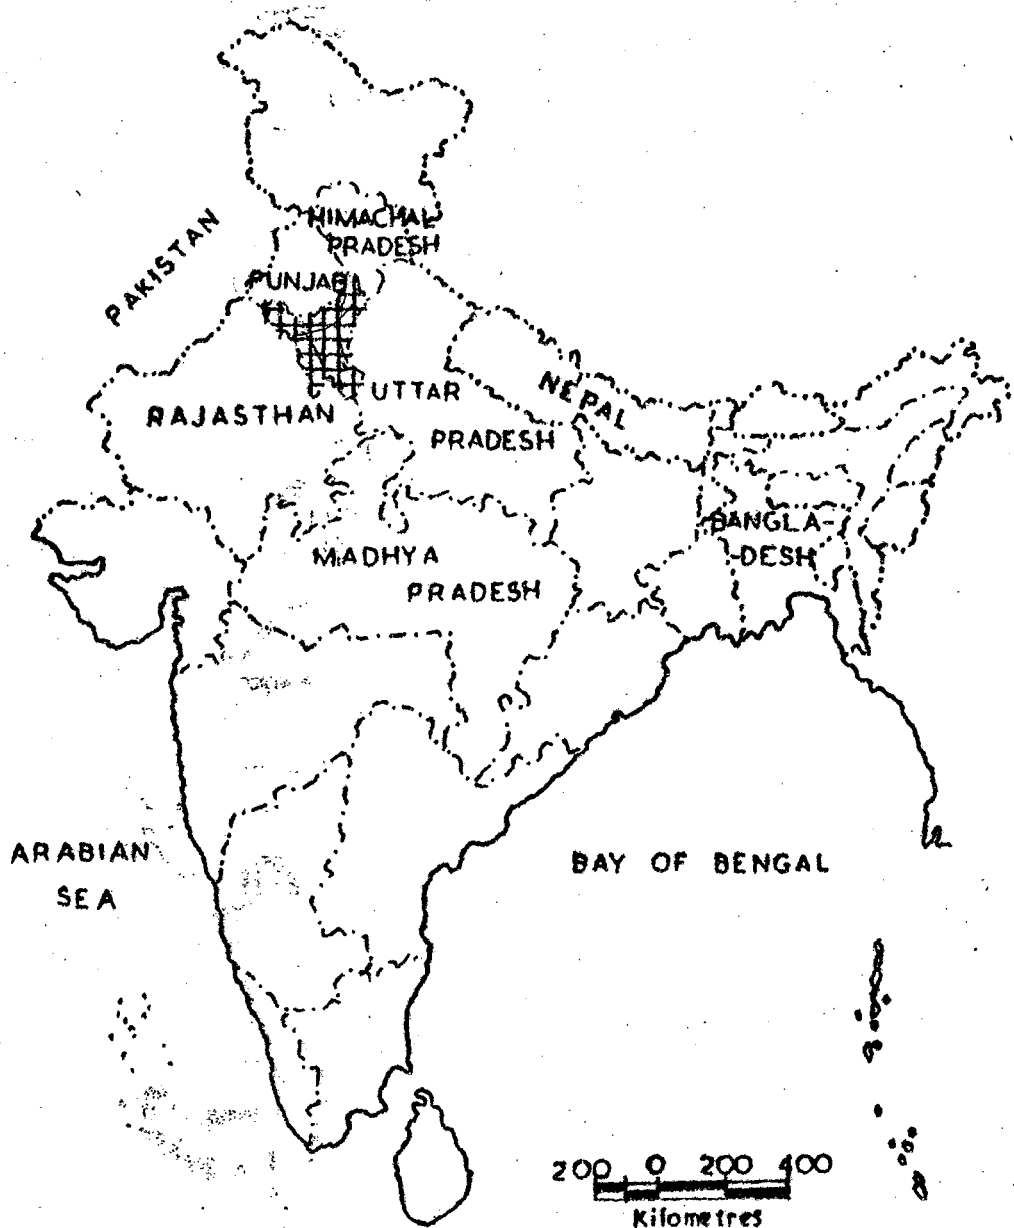 HIMACHAL
PRADESH
PAKISTAN
PUNJAB
NEPAL
UTTAR
PRADESH
RAJASTHAN
BANGLA-
-DESH
MADHYA
PRADESH
ARABIAN
SEA
BAY OF BENGAL
200 0 200 400
Kilometres